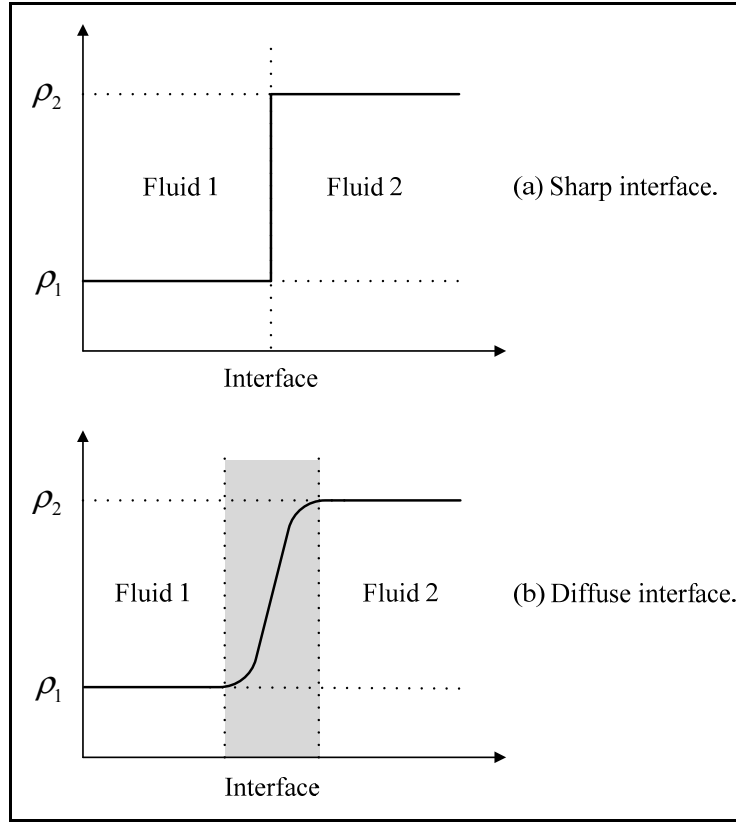 ρ₂
Fluid 1 Fluid 2 (a) Sharp interface.
ρ₁
Interface
ρ₂
Fluid 1 Fluid 2 (b) Diffuse interface.
ρ₁
Interface